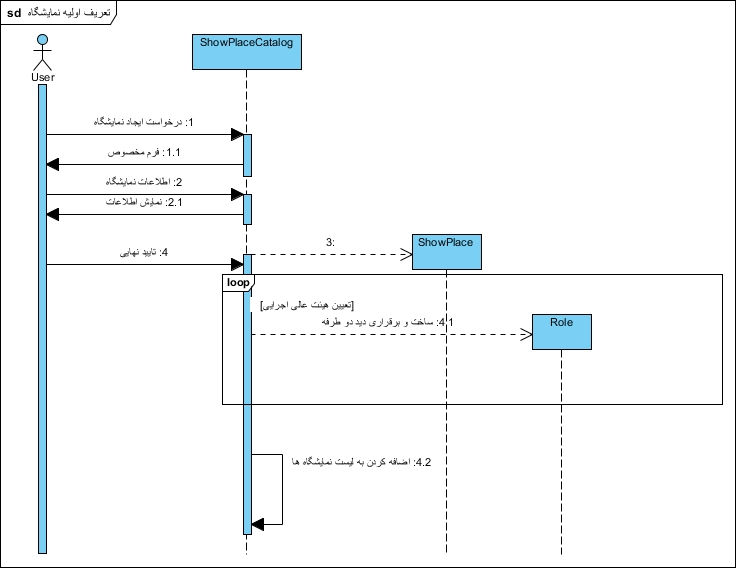 sd تعریف اولیه نمایشگاه
ShowPlaceCatalog
User
1: درخواست ایجاد نمایشگاه
1.1: فرم مخصوص
2: اطلاعات نمایشگاه
2.1: نمایش اطلاعات
3:
ShowPlace
4: تایید نهایی
loop
[تعیین هیئت عالی اجرایی]
4.1: ساخت و برقراری دید دو طرفه
Role
4.2: اضافه کردن به لیست نمایشگاه ها